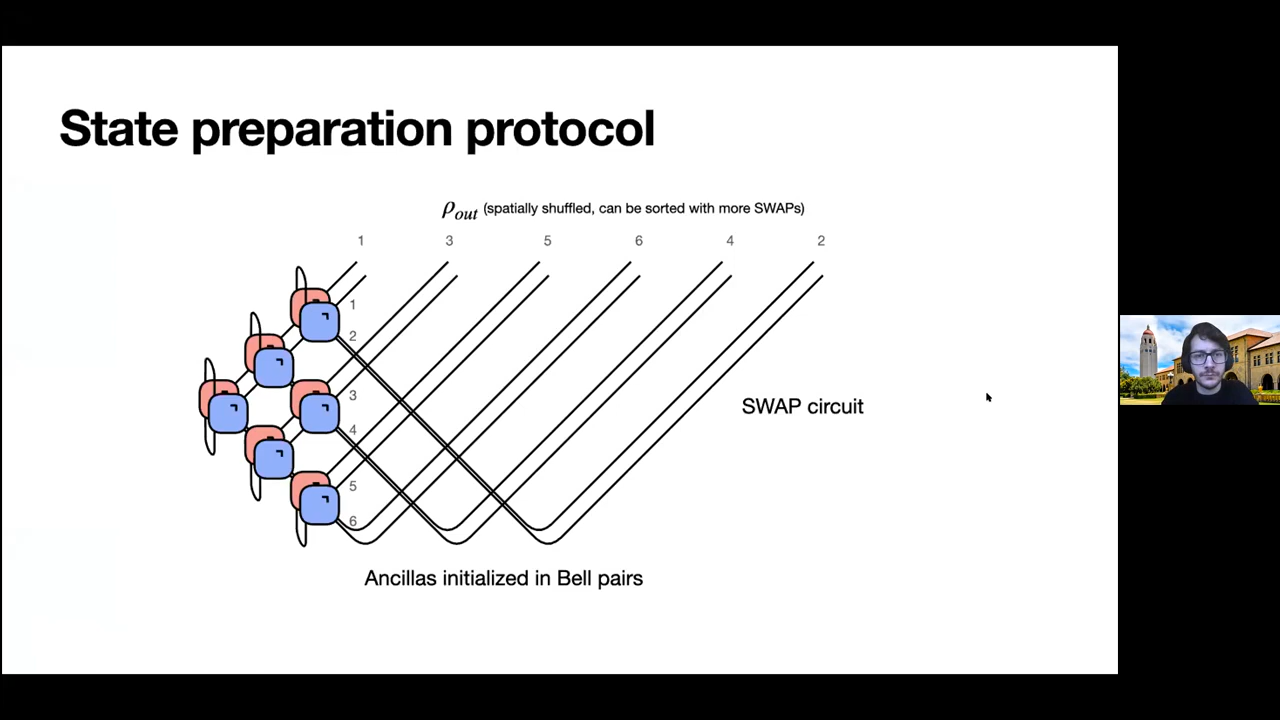 State preparation protocol
ρout (spatially shuffled, can be sorted with more SWAPs)
1 3 5 6 4 2
1
2
3
4
5
6
SWAP circuit
Ancillas initialized in Bell pairs